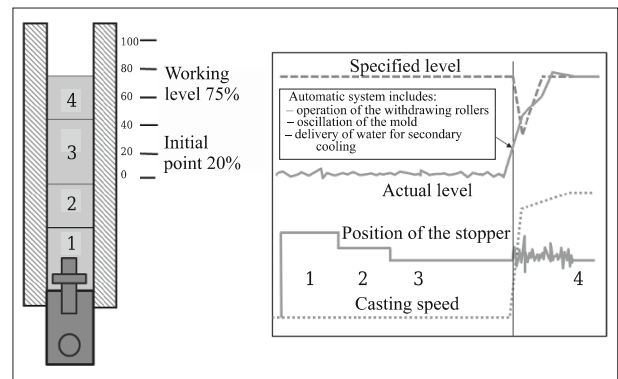 100
80
60
40
20
0
Working
level 75%
Initial
point 20%
4
3
2
1
Specified level
Automatic system includes:
– operation of the withdrawing rollers
– oscillation of the mold
– delivery of water for secondary
cooling
Actual level
Position of the stopper
1 2 3 4
Casting speed